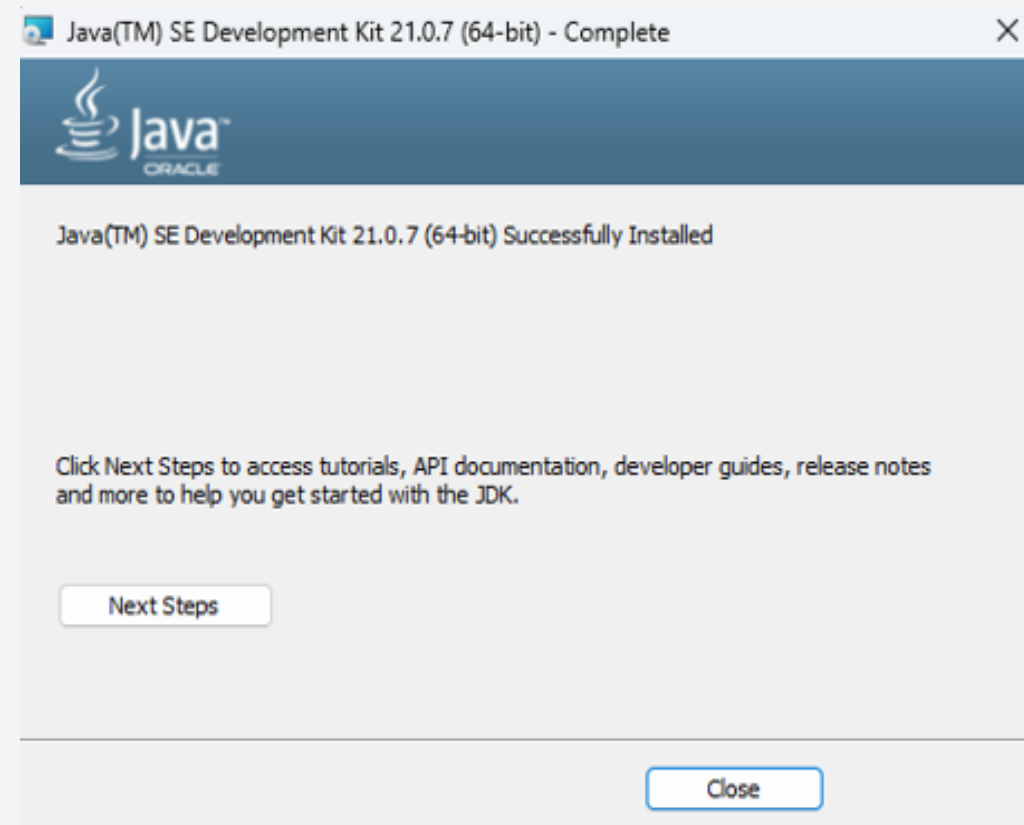 Java(TM) SE Development Kit 21.0.7 (64-bit) - Complete
Java™
ORACLE
Java(TM) SE Development Kit 21.0.7 (64-bit) Successfully Installed
Click Next Steps to access tutorials, API documentation, developer guides, release notes
and more to help you get started with the JDK.
Next Steps
Close